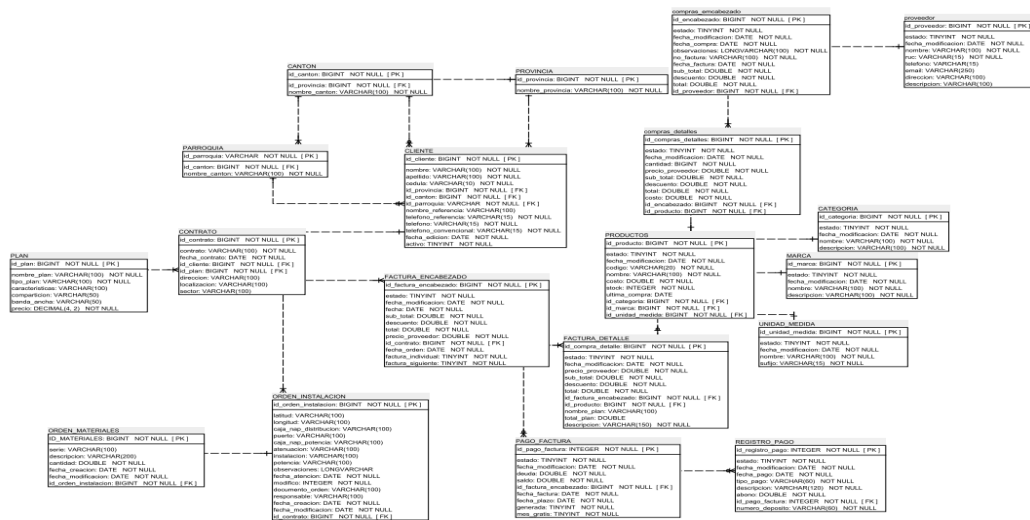 compras_emcabezado
id_encabezado: BIGINT NOT NULL [ PK ]
estado: TINYINT NOT NULL
fecha_modificacion: DATE NOT NULL
fecha_compra: DATE NOT NULL
observaciones: LONGVARCHAR(100) NOT NULL
no_factura: VARCHAR(100) NOT NULL
fecha_factura: DATE NOT NULL
sub_total: DOUBLE NOT NULL
descuento: DOUBLE NOT NULL
total: DOUBLE NOT NULL
id_proveedor: BIGINT NOT NULL [ FK ]
proveedor
id_proveedor: BIGINT NOT NULL [ PK ]
estado: TINYINT NOT NULL
fecha_modificacion: DATE NOT NULL
nombre: VARCHAR(100) NOT NULL
ruc: VARCHAR(15) NOT NULL
telefono: VARCHAR(15)
email: VARCHAR(250)
direccion: VARCHAR(100)
descripcion: VARCHAR(100)
CANTON
id_canton: BIGINT NOT NULL [ PK ]
id_provincia: BIGINT NOT NULL [ FK ]
nombre_canton: VARCHAR(100) NOT NULL
PROVINCIA
id_provincia: BIGINT NOT NULL [ PK ]
nombre_provincia: VARCHAR(100) NOT NULL
PARROQUIA
id_parroquia: VARCHAR NOT NULL [ PK ]
id_canton: BIGINT NOT NULL [ FK ]
nombre_canton: VARCHAR(100) NOT NULL
CLIENTE
id_cliente: BIGINT NOT NULL [ PK ]
nombre: VARCHAR(100) NOT NULL
apellido: VARCHAR(100) NOT NULL
cedula: VARCHAR(10) NOT NULL
id_provincia: BIGINT NOT NULL [ FK ]
id_canton: BIGINT NOT NULL [ FK ]
id_parroquia: VARCHAR NOT NULL [ FK ]
nombre_referencia: VARCHAR(100)
telefono_referencia: VARCHAR(15) NOT NULL
telefono: VARCHAR(15) NOT NULL
telefono_convencional: VARCHAR(15) NOT NULL
fecha_edicion: DATE NOT NULL
activo: TINYINT NOT NULL
compras_detalles
id_compras_detalles: BIGINT NOT NULL [ PK ]
estado: TINYINT NOT NULL
fecha_modificacion: DATE NOT NULL
cantidad: BIGINT NOT NULL
precio_proveedor: DOUBLE NOT NULL
sub_total: DOUBLE NOT NULL
descuento: DOUBLE NOT NULL
total: DOUBLE NOT NULL
costo: DOUBLE NOT NULL
id_encabezado: BIGINT NOT NULL [ FK ]
id_producto: BIGINT NOT NULL [ FK ]
CATEGORIA
id_categoria: BIGINT NOT NULL [ PK ]
estado: TINYINT NOT NULL
fecha_modificacion: DATE NOT NULL
nombre: VARCHAR(100) NOT NULL
descripcion: VARCHAR(100) NOT NULL
CONTRATO
id_contrato: BIGINT NOT NULL [ PK ]
contrato: VARCHAR(100) NOT NULL
fecha_contrato: DATE NOT NULL
id_cliente: BIGINT NOT NULL [ FK ]
id_plan: BIGINT NOT NULL [ FK ]
direccion: VARCHAR(100)
localizacion: VARCHAR(100)
sector: VARCHAR(100)
PLAN
id_plan: BIGINT NOT NULL [ PK ]
nombre_plan: VARCHAR(100) NOT NULL
tipo_plan: VARCHAR(100) NOT NULL
caracteristicas: VARCHAR(100)
comparticion: VARCHAR(50)
banda_ancha: VARCHAR(50)
precio: DECIMAL(4, 2) NOT NULL
PRODUCTOS
id_producto: BIGINT NOT NULL [ PK ]
estado: TINYINT NOT NULL
fecha_modificacion: DATE NOT NULL
codigo: VARCHAR(20) NOT NULL
nombre: VARCHAR(100) NOT NULL
costo: DOUBLE NOT NULL
stock: INTEGER NOT NULL
ultima_compra: DATE
id_categoria: BIGINT NOT NULL [ FK ]
id_marca: BIGINT NOT NULL [ FK ]
id_unidad_medida: BIGINT NOT NULL [ FK ]
MARCA
id_marca: BIGINT NOT NULL [ PK ]
estado: TINYINT NOT NULL
fecha_modificacion: DATE NOT NULL
nombre: VARCHAR(100) NOT NULL
descripcion: VARCHAR(100) NOT NULL
FACTURA_ENCABEZADO
id_factura_encabezado: BIGINT NOT NULL [ PK ]
estado: TINYINT NOT NULL
fecha_modificacion: DATE NOT NULL
fecha: DATE NOT NULL
sub_total: DOUBLE NOT NULL
descuento: DOUBLE NOT NULL
total: DOUBLE NOT NULL
precio_proveedor: DOUBLE NOT NULL
id_contrato: BIGINT NOT NULL [ FK ]
fecha_orden: DATE NOT NULL
factura_individual: TINYINT NOT NULL
factura_siguiente: TINYINT NOT NULL
UNIDAD_MEDIDA
id_unidad_medida: BIGINT NOT NULL [ PK ]
estado: TINYINT NOT NULL
fecha_modificacion: DATE NOT NULL
nombre: VARCHAR(100) NOT NULL
sufijo: VARCHAR(15) NOT NULL
FACTURA_DETALLE
id_compra_detalle: BIGINT NOT NULL [ PK ]
estado: TINYINT NOT NULL
fecha_modificacion: DATE NOT NULL
precio_proveedor: DOUBLE NOT NULL
sub_total: DOUBLE NOT NULL
descuento: DOUBLE NOT NULL
total: DOUBLE NOT NULL
id_factura_encabezado: BIGINT NOT NULL [ FK ]
id_producto: BIGINT NOT NULL [ FK ]
nombre_plan: VARCHAR(100)
total_plan: DOUBLE
descripcion: VARCHAR(150) NOT NULL
ORDEN_INSTALACION
id_orden_instalacion: BIGINT NOT NULL [ PK ]
latitud: VARCHAR(100)
longitud: VARCHAR(100)
caja_nap_distribucion: VARCHAR(100)
puerto: VARCHAR(100)
caja_nap_potencia: VARCHAR(100)
atenuacion: VARCHAR(100)
instalacion: VARCHAR(100)
potencia: VARCHAR(100)
observaciones: LONGVARCHAR
fecha_atencion: DATE NOT NULL
modifico: INTEGER NOT NULL
documento_orden: VARCHAR(100)
responsable: VARCHAR(100)
fecha_creacion: DATE NOT NULL
fecha_modificacion: DATE NOT NULL
id_contrato: BIGINT NOT NULL [ FK ]
ORDEN_MATERIALES
ID_MATERIALES: BIGINT NOT NULL [ PK ]
serie: VARCHAR(100)
descripcion: VARCHAR(200)
cantidad: DOUBLE NOT NULL
fecha_creacion: DATE NOT NULL
fecha_modificacion: DATE NOT NULL
id_orden_instalacion: BIGINT [ FK ]
PAGO_FACTURA
id_pago_factura: INTEGER NOT NULL [ PK ]
estado: TINYINT NOT NULL
fecha_modificacion: DATE NOT NULL
deuda: DOUBLE NOT NULL
saldo: DOUBLE NOT NULL
id_factura_encabezado: BIGINT NOT NULL [ FK ]
fecha_factura: DATE NOT NULL
fecha_plazo: DATE NOT NULL
generada: TINYINT NOT NULL
mes_gratis: TINYINT NOT NULL
REGISTRO_PAGO
id_registro_pago: INTEGER NOT NULL [ PK ]
estado: TINYINT NOT NULL
fecha_modificacion: DATE NOT NULL
fecha_pago: DATE NOT NULL
tipo_pago: VARCHAR(60) NOT NULL
descripcion: VARCHAR(120) NOT NULL
abono: DOUBLE NOT NULL
id_pago_factura: INTEGER NOT NULL [ FK ]
numero_deposito: VARCHAR(60) NOT NULL